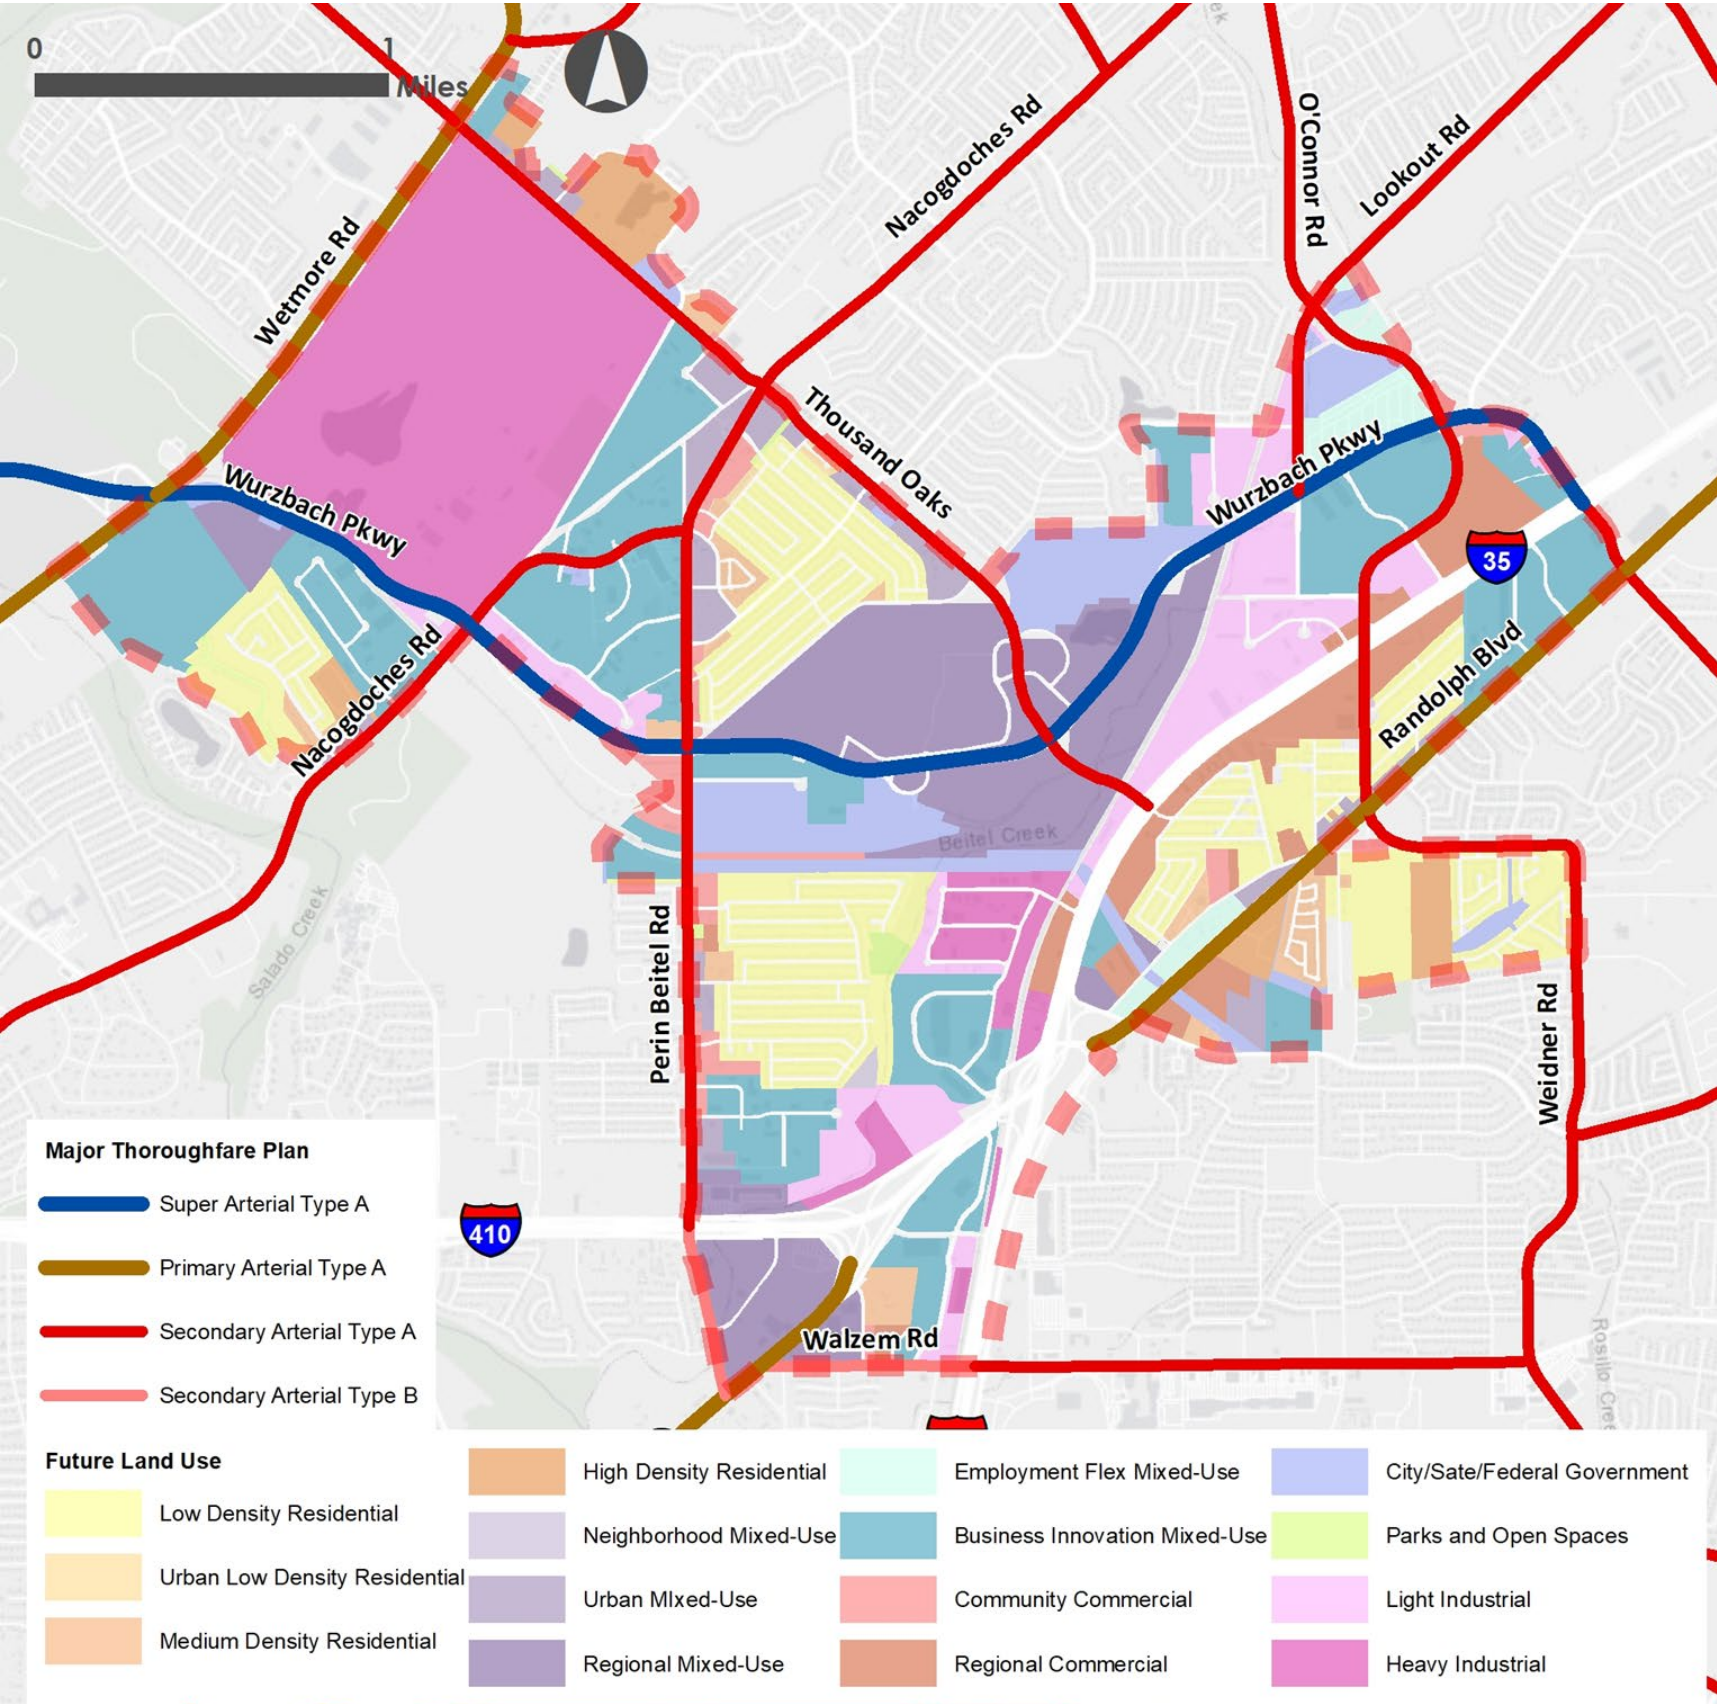 0 1
Miles
Wetmore Rd
Nacogdoches Rd
O'Connor Rd
Lookout Rd
Thousand Oaks
Wurzbach Pkwy
Wurzbach Pkwy
35
Nacogdoches Rd
Randolph Blvd
Beitel Creek
Salado Creek
Perin Beitel Rd
Weidner Rd
410
Walzem Rd
Rosillo Cree
Major Thoroughfare Plan
Super Arterial Type A
Primary Arterial Type A
Secondary Arterial Type A
Secondary Arterial Type B
Future Land Use
Low Density Residential
Urban Low Density Residential
Medium Density Residential
High Density Residential
Neighborhood Mixed-Use
Urban MIxed-Use
Regional Mixed-Use
Employment Flex Mixed-Use
Business Innovation Mixed-Use
Community Commercial
Regional Commercial
City/Sate/Federal Government
Parks and Open Spaces
Light Industrial
Heavy Industrial